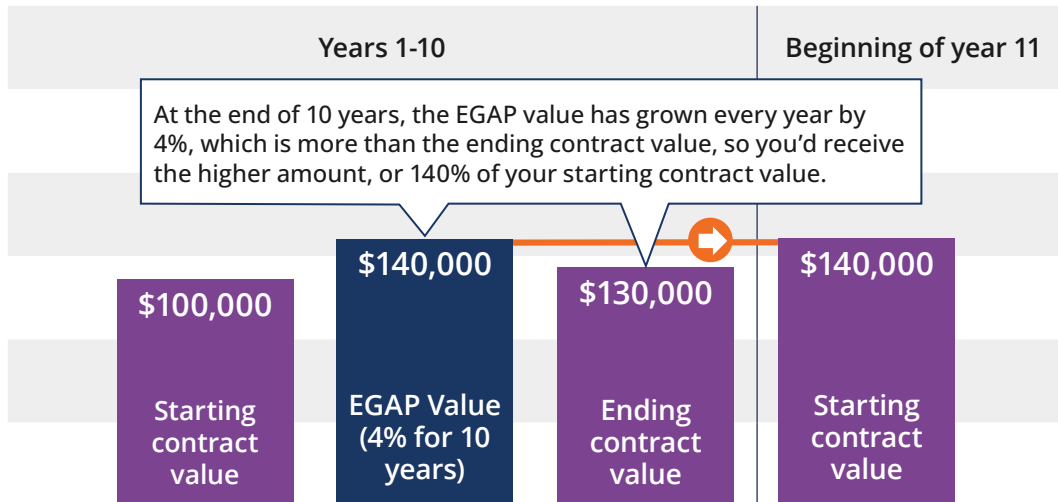 Years 1-10
Beginning of year 11
At the end of 10 years, the EGAP value has grown every year by
4%, which is more than the ending contract value, so you’d receive
the higher amount, or 140% of your starting contract value.
$100,000
Starting
contract
value
$140,000
EGAP Value
(4% for 10
years)
$130,000
Ending
contract
value
$140,000
Starting
contract
value